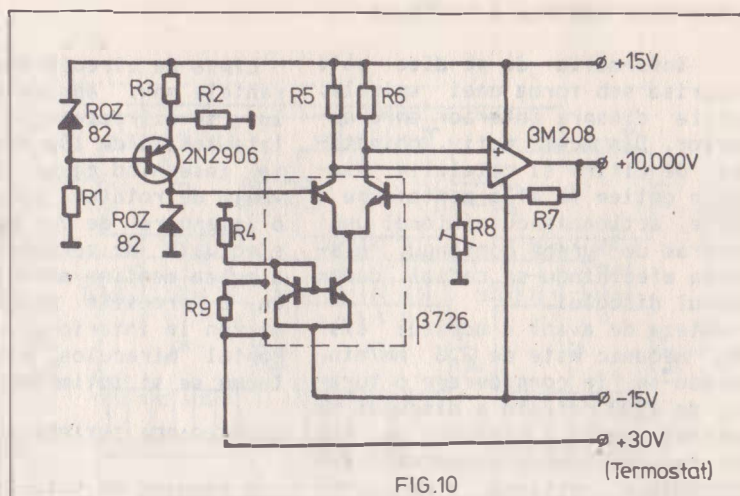 +15V
R3
R5
R6
R2
ROZ
82
2N2906
βM208
+10,000V
R1
R7
ROZ
82
R4
R8
R9
β726
-15V
+30V
(Termostat)
FIG.10